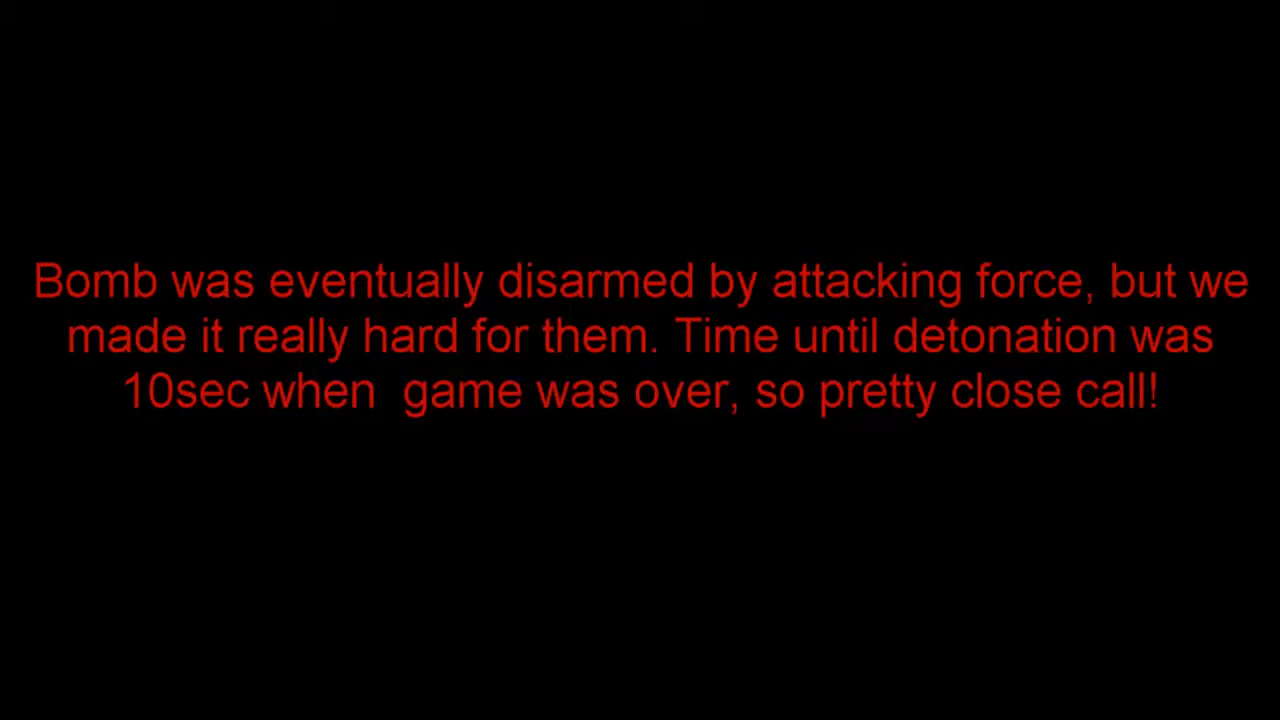 Bomb was eventually disarmed by attacking force, but we
made it really hard for them. Time until detonation was
10sec when  game was over, so pretty close call!